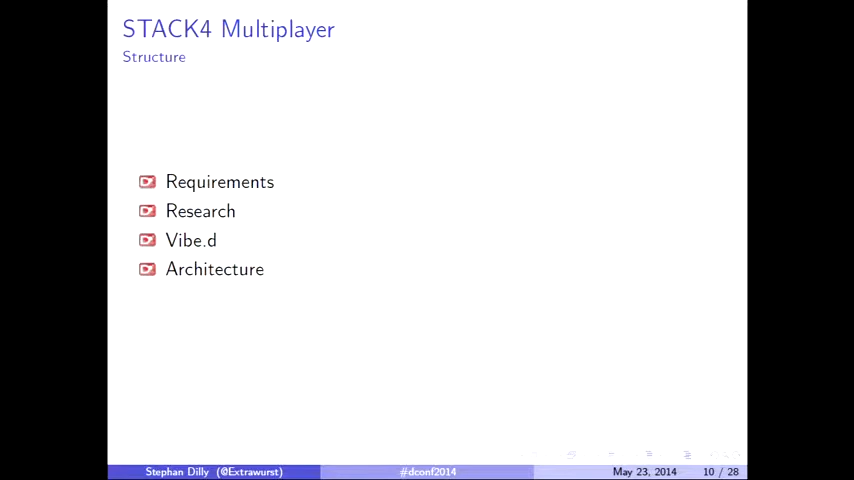 STACK4 Multiplayer
Structure
Requirements
Research
Vibe.d
Architecture
Stephan Dilly (@Extrawurst) #dconf2014 May 23, 2014 10 / 28